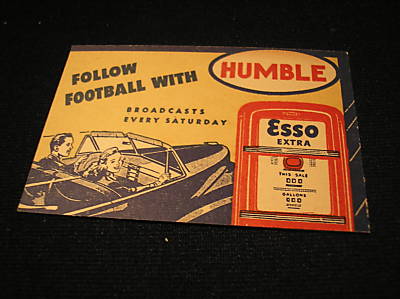 FOLLOW
FOOTBALL WITH
HUMBLE
BROADCASTS
EVERY SATURDAY
Esso
EXTRA
THIS SALE
GALLONS